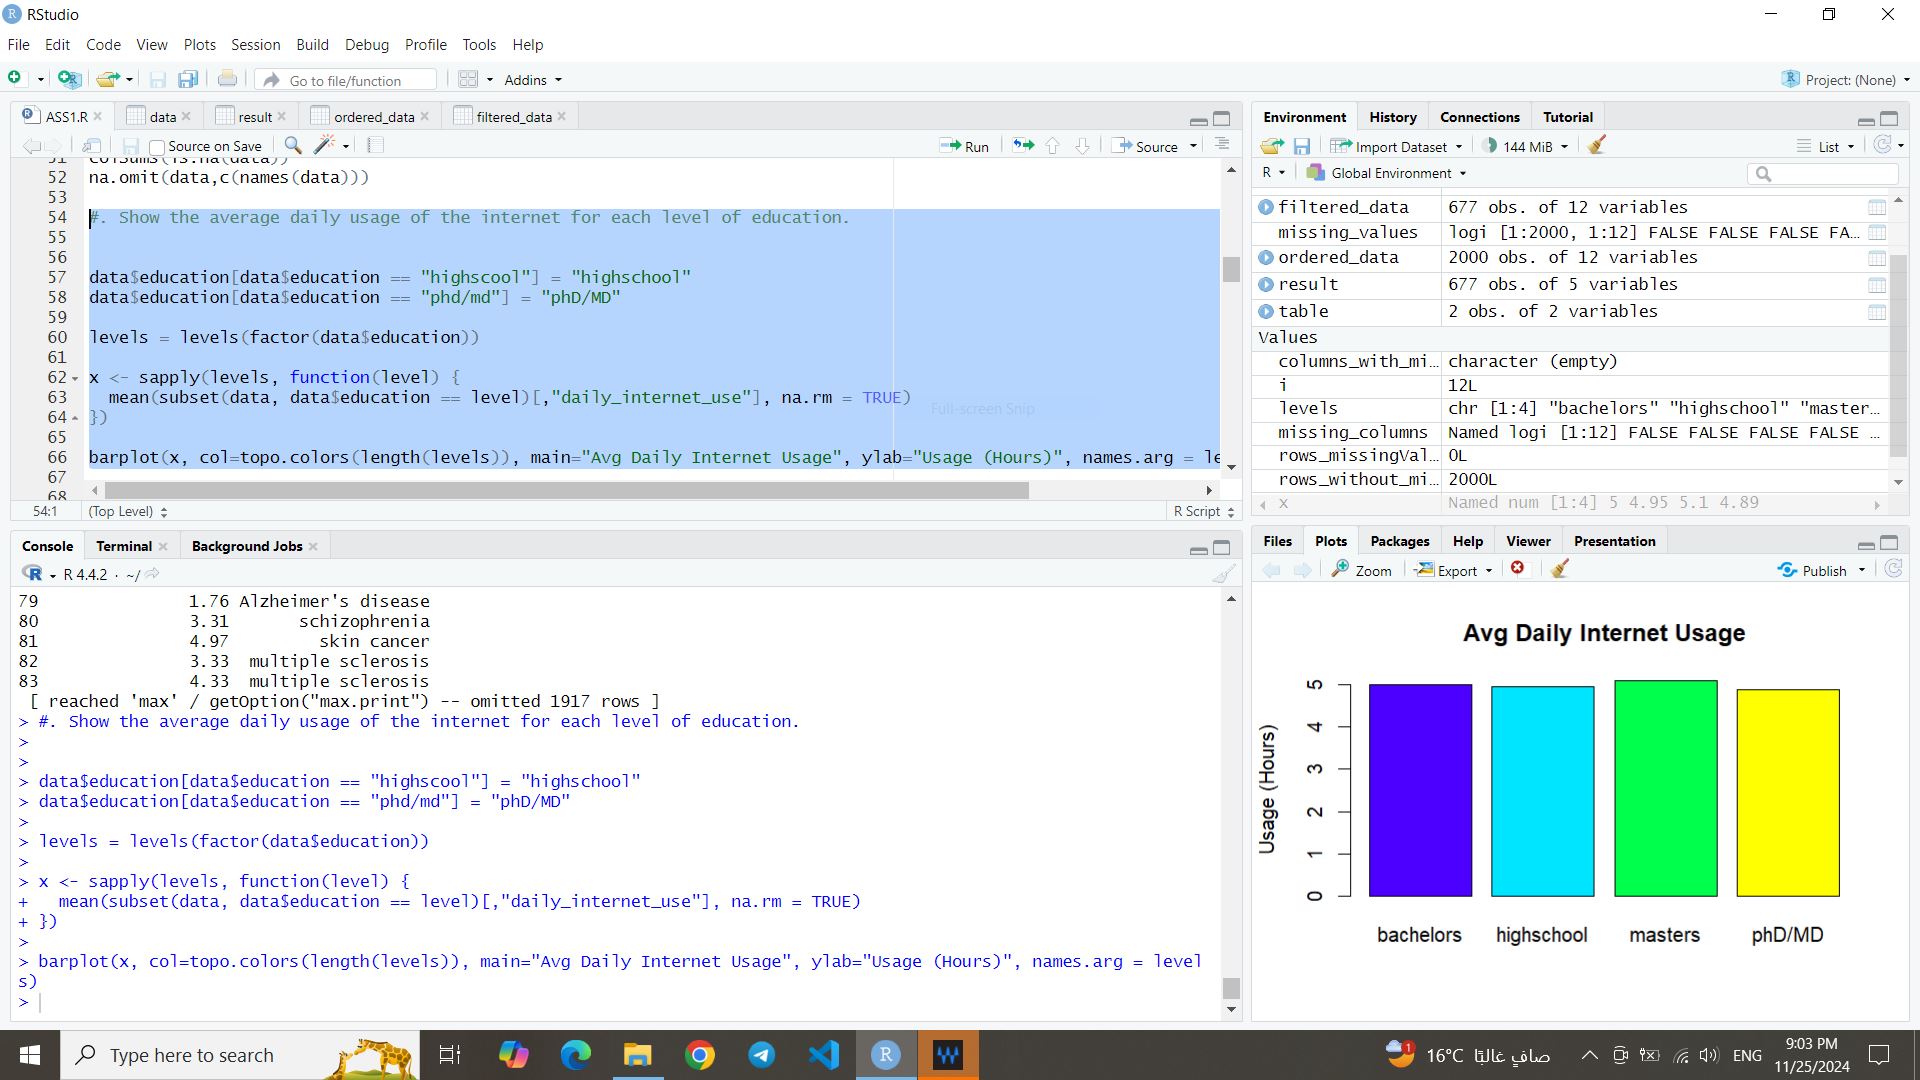 RStudio
File Edit Code View Plots Session Build Debug Profile Tools Help
Go to file/function Addins Project: (None)
ASS1.R data result ordered_data filtered_data
Source on Save Run Source
51 colSums(is.na(data))
52 na.omit(data,c(names(data)))
53
54 #. Show the average daily usage of the internet for each level of education.
55
56
57 data$education[data$education == "highscool"] = "highschool"
58 data$education[data$education == "phd/md"] = "phD/MD"
59
60 levels = levels(factor(data$education))
61
62 x <- sapply(levels, function(level) {
63 mean(subset(data, data$education == level)[,"daily_internet_use"], na.rm = TRUE)
Full-screen Snip
64 })
65
66 barplot(x, col=topo.colors(length(levels)), main="Avg Daily Internet Usage", ylab="Usage (Hours)", names.arg = le
67
68
54:1 (Top Level) R Script
Console Terminal Background Jobs
R 4.4.2 · ~/
79 1.76 Alzheimer's disease
80 3.31 schizophrenia
81 4.97 skin cancer
82 3.33 multiple sclerosis
83 4.33 multiple sclerosis
[ reached 'max' / getOption("max.print") -- omitted 1917 rows ]
> #. Show the average daily usage of the internet for each level of education.
>
>
> data$education[data$education == "highscool"] = "highschool"
> data$education[data$education == "phd/md"] = "phD/MD"
>
> levels = levels(factor(data$education))
>
> x <- sapply(levels, function(level) {
+ mean(subset(data, data$education == level)[,"daily_internet_use"], na.rm = TRUE)
+ })
>
> barplot(x, col=topo.colors(length(levels)), main="Avg Daily Internet Usage", ylab="Usage (Hours)", names.arg = level
s)
>
Environment History Connections Tutorial
Import Dataset 144 MiB List
R Global Environment
filtered_data 677 obs. of 12 variables
missing_values logi [1:2000, 1:12] FALSE FALSE FALSE FA…
ordered_data 2000 obs. of 12 variables
result 677 obs. of 5 variables
table 2 obs. of 2 variables
Values
columns_with_mi… character (empty)
i 12L
levels chr [1:4] "bachelors" "highschool" "master…
missing_columns Named logi [1:12] FALSE FALSE FALSE FALSE …
rows_missingVal… 0L
rows_without_mi… 2000L
x Named num [1:4] 5 4.95 5.1 4.89
Files Plots Packages Help Viewer Presentation
Zoom Export Publish
Avg Daily Internet Usage
Usage (Hours)
5
4
3
2
1
0
bachelors highschool masters phD/MD
Type here to search
1 16°C صافٍ غالبًا ENG 9:03 PM
11/25/2024